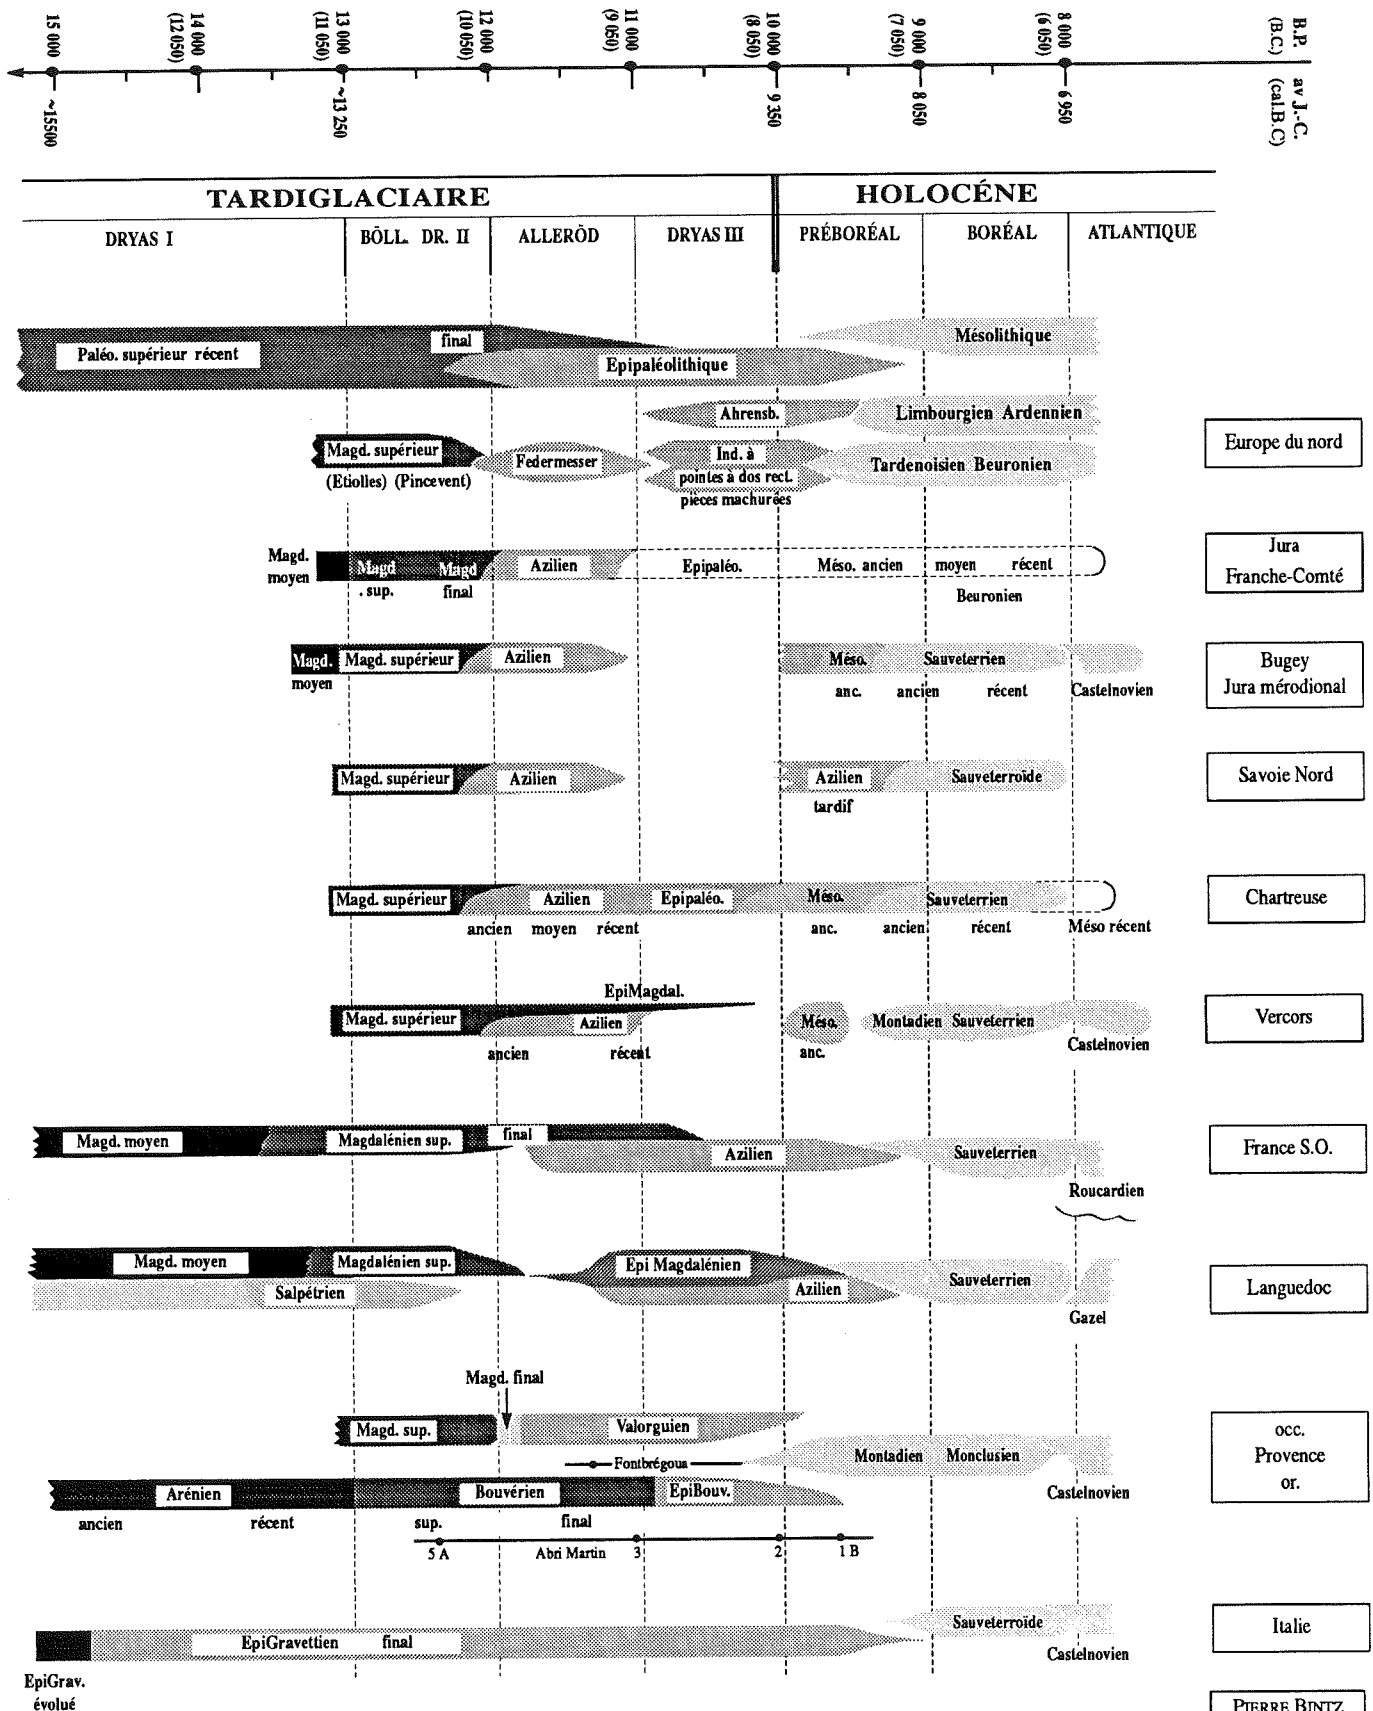 15 000
(12 050)
14 000
(12 050)
13 000
(11 050)
12 000
(10 050)
11 000
(9 050)
10 000
(8 050)
9 000
(7 050)
8 000
(6 050)
B.P.
(B.C.)
~15500
~13 250
9 350
8 050
6 950
av J.-C.
(cal.B.C)
TARDIGLACIAIRE
HOLOCÉNE
DRYAS I
BÖLL. DR. II
ALLERÖD
DRYAS III
PRÉBORÉAL
BORÉAL
ATLANTIQUE
Paléo. supérieur récent
final
Epipaléolithique
Mésolithique
Ahrensb.
Limbourgien Ardennien
Magd. supérieur
(Etiolles) (Pincevent)
Federmesser
Ind. à
pointes à dos rect.
pièces machurées
Tardenoisien Beuronien
Europe du nord
Magd.
moyen
Magd
. sup.
Magd
final
Azilien
Epipaléo.
Méso. ancien
moyen
récent
Beuronien
Jura
Franche-Comté
Magd.
moyen
Magd. supérieur
Azilien
Méso.
Sauveterrien
anc.
ancien
récent
Castelnovien
Bugey
Jura mérodional
Magd. supérieur
Azilien
Azilien
tardif
Sauveterroïde
Savoie Nord
Magd. supérieur
Azilien
Epipaléo.
Méso.
Sauveterrien
ancien
moyen
récent
anc.
ancien
récent
Méso récent
Chartreuse
EpiMagdal.
Magd. supérieur
Azilien
ancien
récent
Méso.
anc.
Montadien Sauveterrien
Castelnovien
Vercors
Magd. moyen
Magdalénien sup.
final
Azilien
Sauveterrien
Roucardien
France S.O.
Magd. moyen
Magdalénien sup.
Epi Magdalénien
Salpétrien
Azilien
Sauveterrien
Gazel
Languedoc
Magd. final
Magd. sup.
Valorguien
Fontbrégoua
Montadien
Monclusien
Castelnovien
occ.
Provence
or.
Arénien
Bouvérien
EpiBouv.
ancien
récent
sup.
final
5 A
Abri Martin
3
2
1 B
EpiGravettien
final
Sauveterroïde
Castelnovien
Italie
EpiGrav.
évolué
PIERRE BINTZ